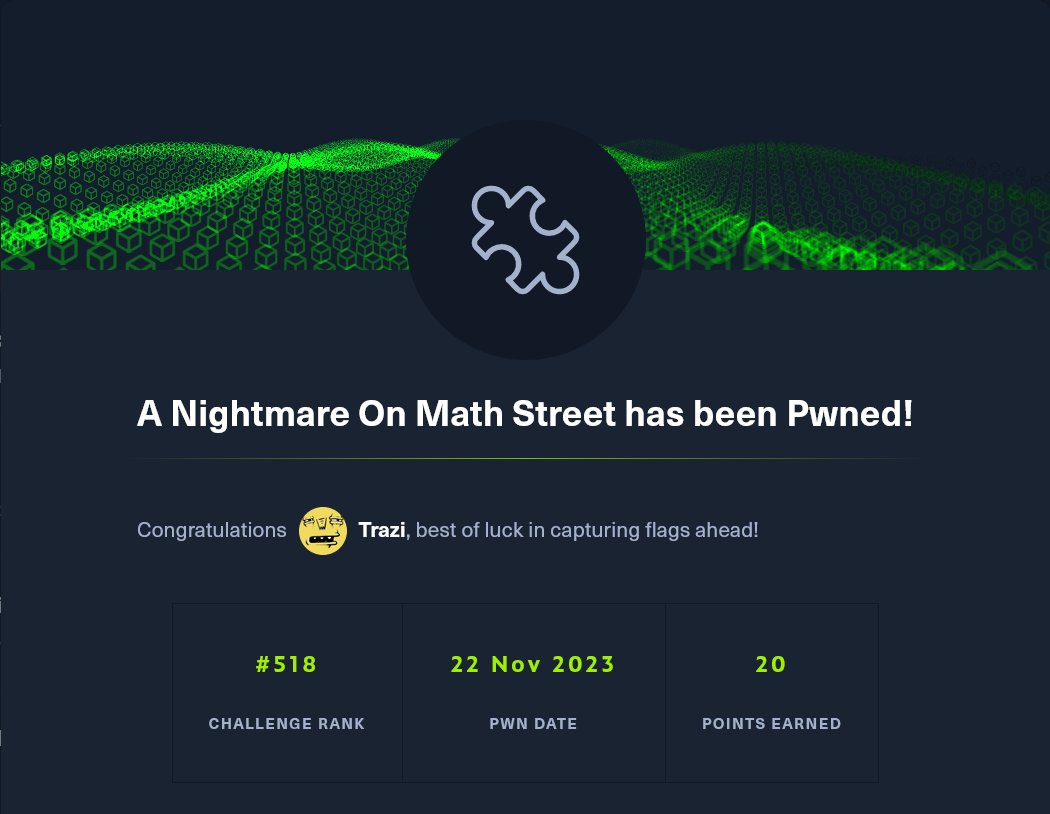 A Nightmare On Math Street has been Pwned!
Congratulations Trazi, best of luck in capturing flags ahead!
#518 22 Nov 2023 20
CHALLENGE RANK PWN DATE POINTS EARNED